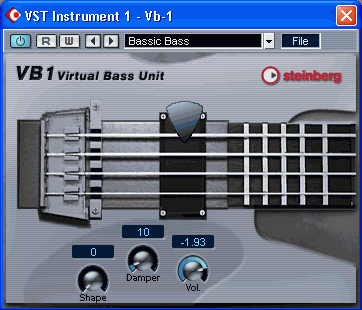 VST Instrument 1 - Vb-1
R W Bassic Bass File
VB1 Virtual Bass Unit
steinberg
0 10 -1.93
Shape Damper Vol.